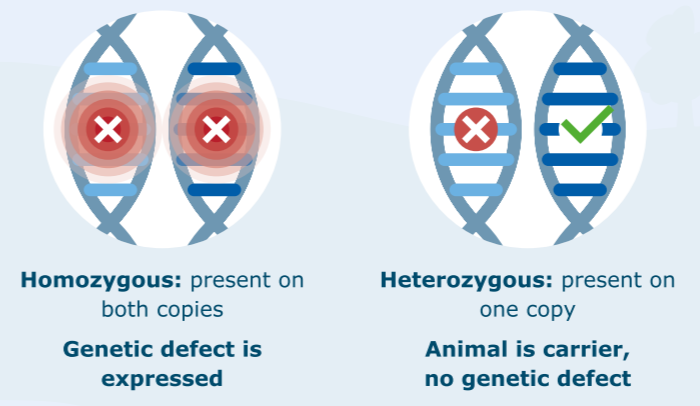 Homozygous: present on
both copies
Genetic defect is
expressed
Heterozygous: present on
one copy
Animal is carrier,
no genetic defect